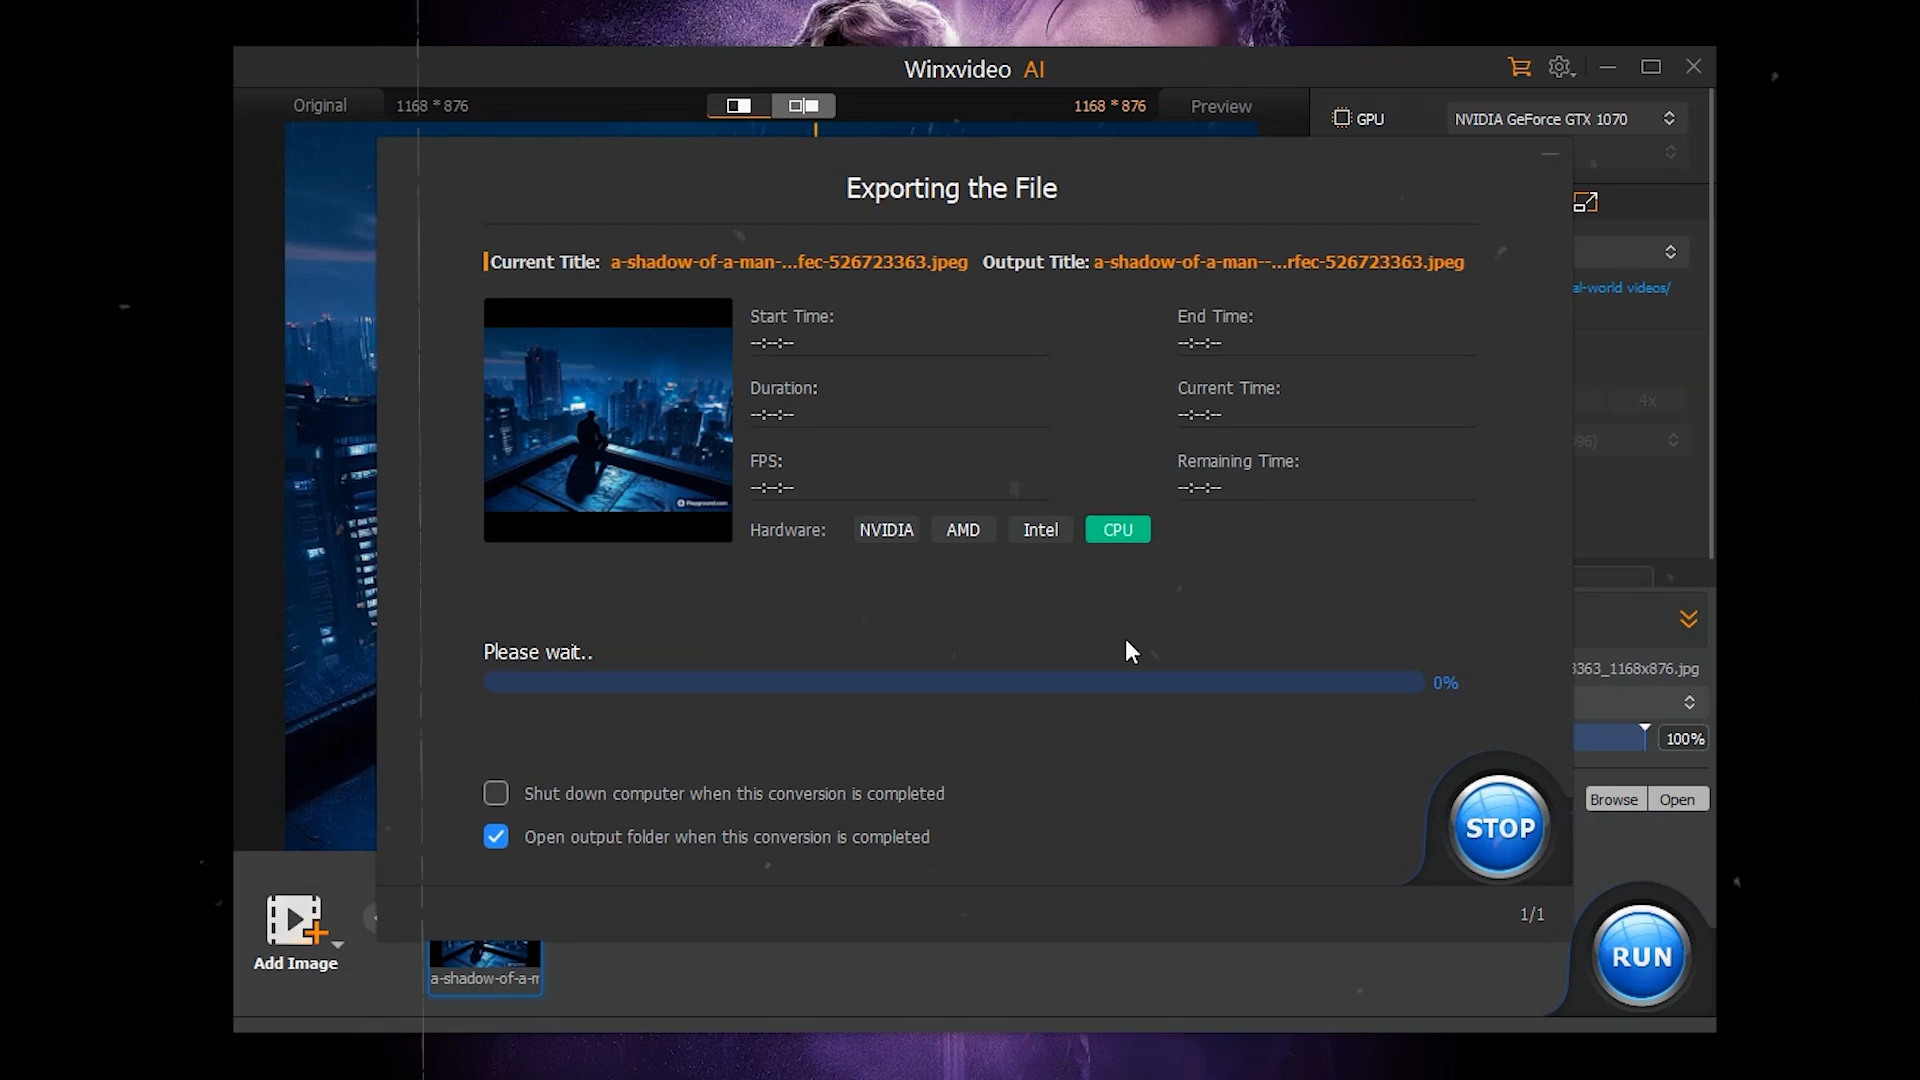 Winxvideo AI
Original
1168 * 876
1168 * 876
Preview
GPU
NVIDIA GeForce GTX 1070
Exporting the File
Current Title: a-shadow-of-a-man-...fec-526723363.jpeg Output Title: a-shadow-of-a-man--...rfec-526723363.jpeg
al-world videos/
Start Time:
--:--:--
End Time:
--:--:--
Duration:
--:--:--
Current Time:
--:--:--
4x
FPS:
--:--:--
Remaining Time:
--:--:--
Playground.com
Hardware: NVIDIA AMD Intel CPU
Please wait..
0%
3363_1168x876.jpg
100%
Shut down computer when this conversion is completed
Open output folder when this conversion is completed
STOP
Browse
Open
1/1
Add Image
a-shadow-of-a-m
RUN